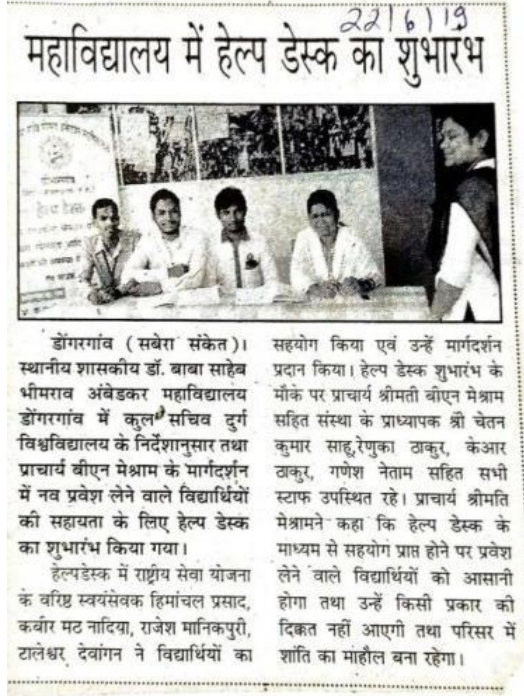 22/6/19
महाविद्यालय में हेल्प डेस्क का शुभारंभ
हेल्प डेस्क
डोंगरगांव (सबेरा संकेत)।
स्थानीय शासकीय डॉ. बाबा साहेब
भीमराव अंबेडकर महाविद्यालय
डोंगरगांव में कुल सचिव दुर्ग
विश्वविद्यालय के निर्देशानुसार तथा
प्राचार्य बीएन मेश्राम के मार्गदर्शन
में नव प्रवेश लेने वाले विद्यार्थियों
की सहायता के लिए हेल्प डेस्क
का शुभारंभ किया गया।
हेल्पडेस्क में राष्ट्रीय सेवा योजना
के वरिष्ठ स्वयंसेवक हिमांचल प्रसाद,
कबीर मठ नादिया, राजेश मानिकपुरी,
टालेश्वर देवांगन ने विद्यार्थियों का
सहयोग किया एवं उन्हें मार्गदर्शन
प्रदान किया। हेल्प डेस्क शुभारंभ के
मौके पर प्राचार्य श्रीमती बीएन मेश्राम
सहित संस्था के प्राध्यापक श्री चेतन
कुमार साहू,रेणुका ठाकुर, केआर
ठाकुर, गणेश नेताम सहित सभी
स्टाफ उपस्थित रहे। प्राचार्य श्रीमति
मेश्रामने कहा कि हेल्प डेस्क के
माध्यम से सहयोग प्राप्त होने पर प्रवेश
लेने वाले विद्यार्थियों को आसानी
होगा तथा उन्हें किसी प्रकार की
दिक्कत नहीं आएगी तथा परिसर में
शांति का माहौल बना रहेगा।